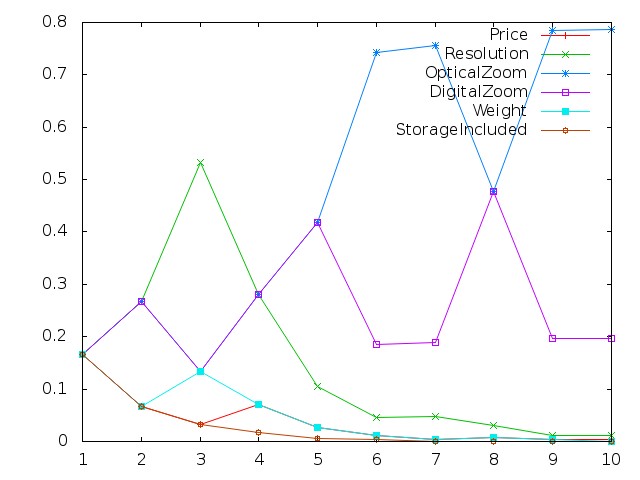 0.8
0.7
0.6
0.5
0.4
0.3
0.2
0.1
0
1 2 3 4 5 6 7 8 9 10
Price
Resolution
OpticalZoom
DigitalZoom
Weight
StorageIncluded